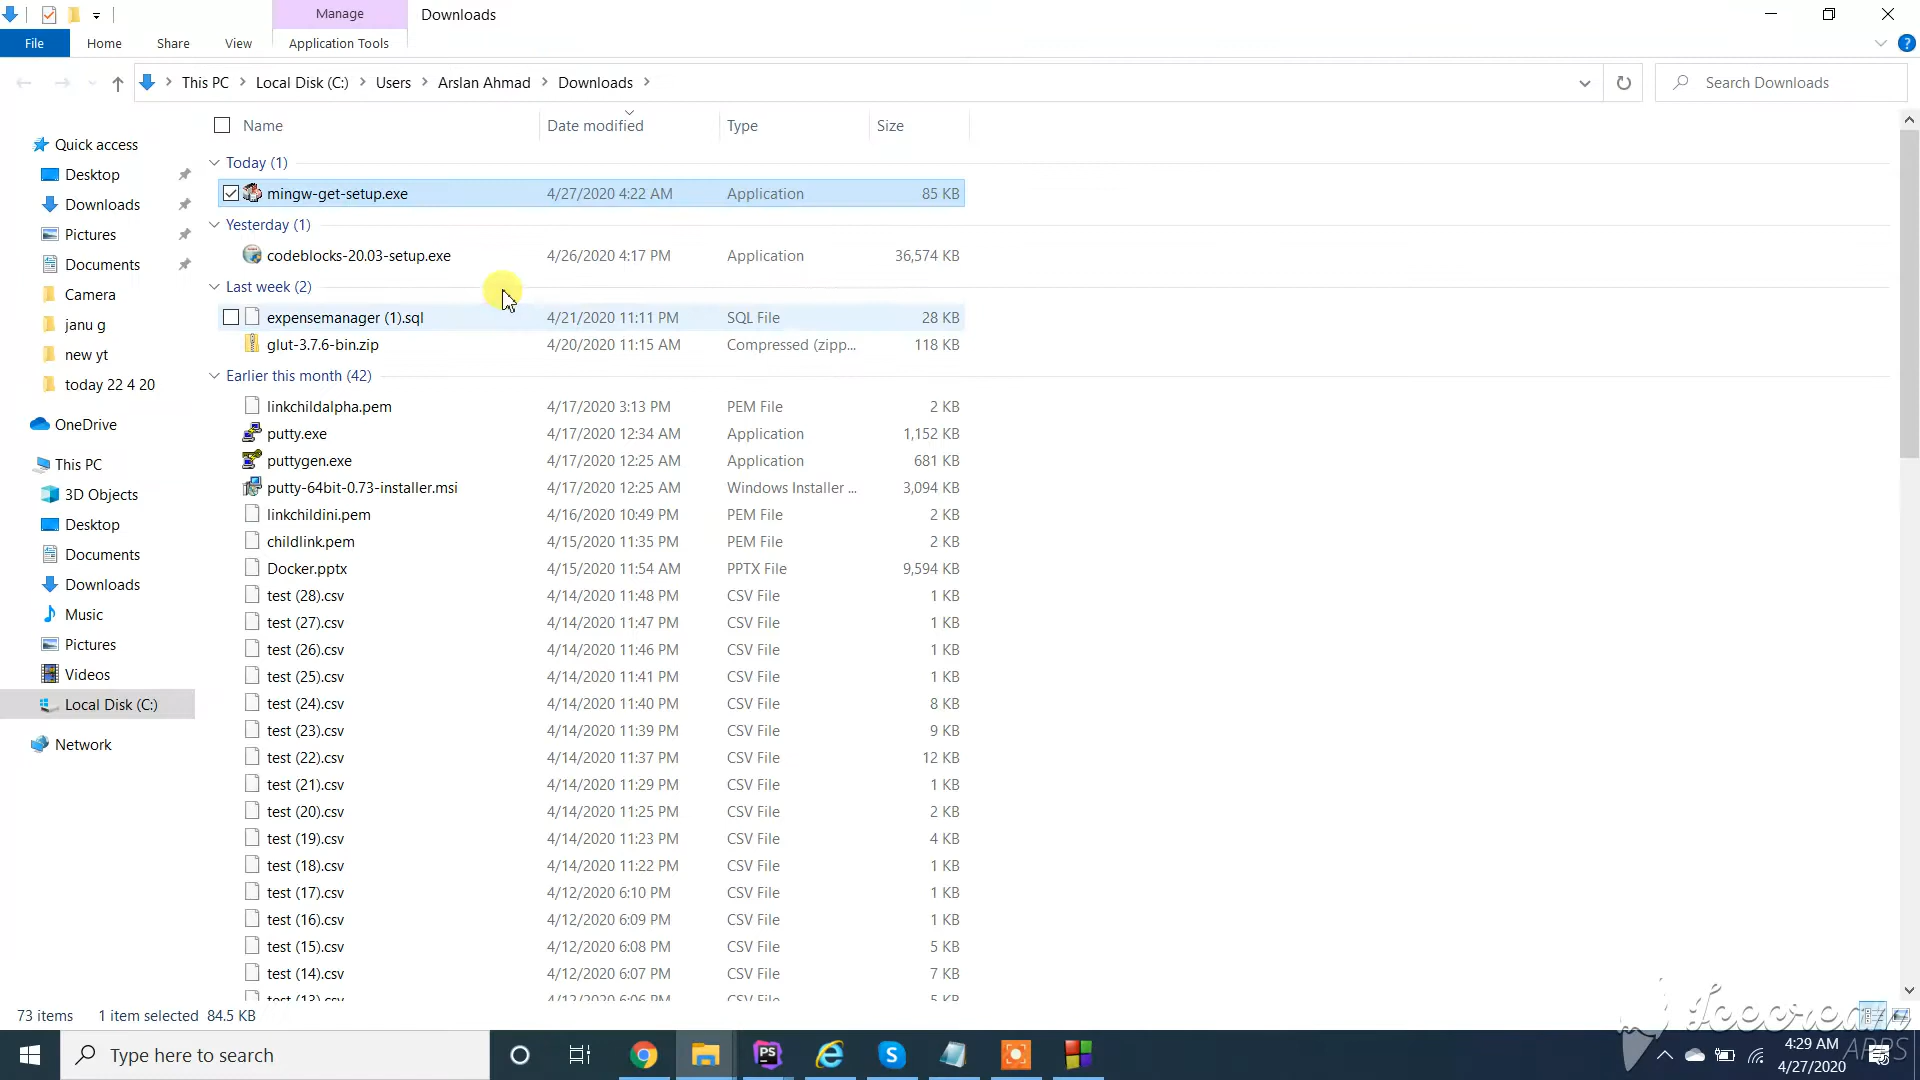 Manage
Downloads
File
Home
Share
View
Application Tools
This PC
Local Disk (C:)
Users
Arslan Ahmad
Downloads
Search Downloads
Name
Date modified
Type
Size
Quick access
Desktop
Downloads
Pictures
Documents
Camera
janu g
new yt
today 22 4 20
OneDrive
This PC
3D Objects
Desktop
Documents
Downloads
Music
Pictures
Videos
Local Disk (C:)
Network
Today (1)
mingw-get-setup.exe 4/27/2020 4:22 AM Application 85 KB
Yesterday (1)
codeblocks-20.03-setup.exe 4/26/2020 4:17 PM Application 36,574 KB
Last week (2)
expensemanager (1).sql 4/21/2020 11:11 PM SQL File 28 KB
glut-3.7.6-bin.zip 4/20/2020 11:15 AM Compressed (zipp... 118 KB
Earlier this month (42)
linkchildalpha.pem 4/17/2020 3:13 PM PEM File 2 KB
putty.exe 4/17/2020 12:34 AM Application 1,152 KB
puttygen.exe 4/17/2020 12:25 AM Application 681 KB
putty-64bit-0.73-installer.msi 4/17/2020 12:25 AM Windows Installer ... 3,094 KB
linkchildini.pem 4/16/2020 10:49 PM PEM File 2 KB
childlink.pem 4/15/2020 11:35 PM PEM File 2 KB
Docker.pptx 4/15/2020 11:54 AM PPTX File 9,594 KB
test (28).csv 4/14/2020 11:48 PM CSV File 1 KB
test (27).csv 4/14/2020 11:47 PM CSV File 1 KB
test (26).csv 4/14/2020 11:46 PM CSV File 1 KB
test (25).csv 4/14/2020 11:41 PM CSV File 1 KB
test (24).csv 4/14/2020 11:40 PM CSV File 8 KB
test (23).csv 4/14/2020 11:39 PM CSV File 9 KB
test (22).csv 4/14/2020 11:37 PM CSV File 12 KB
test (21).csv 4/14/2020 11:29 PM CSV File 1 KB
test (20).csv 4/14/2020 11:25 PM CSV File 2 KB
test (19).csv 4/14/2020 11:23 PM CSV File 4 KB
test (18).csv 4/14/2020 11:22 PM CSV File 1 KB
test (17).csv 4/12/2020 6:10 PM CSV File 1 KB
test (16).csv 4/12/2020 6:09 PM CSV File 1 KB
test (15).csv 4/12/2020 6:08 PM CSV File 5 KB
test (14).csv 4/12/2020 6:07 PM CSV File 7 KB
test (13).csv 4/12/2020 6:06 PM CSV File 5 KB
73 items 1 item selected 84.5 KB
Icecream
APPS
Type here to search
PS
4:29 AM
4/27/2020